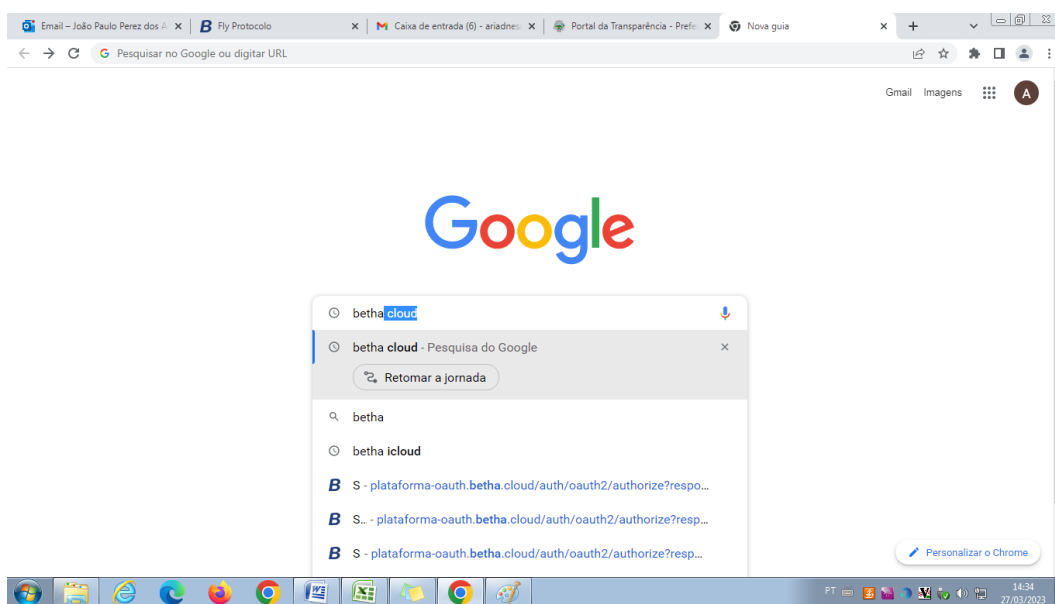 Email – João Paulo Perez dos A
Fly Protocolo
Caixa de entrada (6) - ariadnes
Portal da Transparência - Prefe
Nova guia
Pesquisar no Google ou digitar URL
Gmail Imagens
A
Google
betha cloud
betha cloud - Pesquisa do Google
Retomar a jornada
betha
betha icloud
B S - plataforma-oauth.betha.cloud/auth/oauth2/authorize?respo...
B S... - plataforma-oauth.betha.cloud/auth/oauth2/authorize?resp...
B S - plataforma-oauth.betha.cloud/auth/oauth2/authorize?resp...
Personalizar o Chrome
PT
14:34
27/03/2023